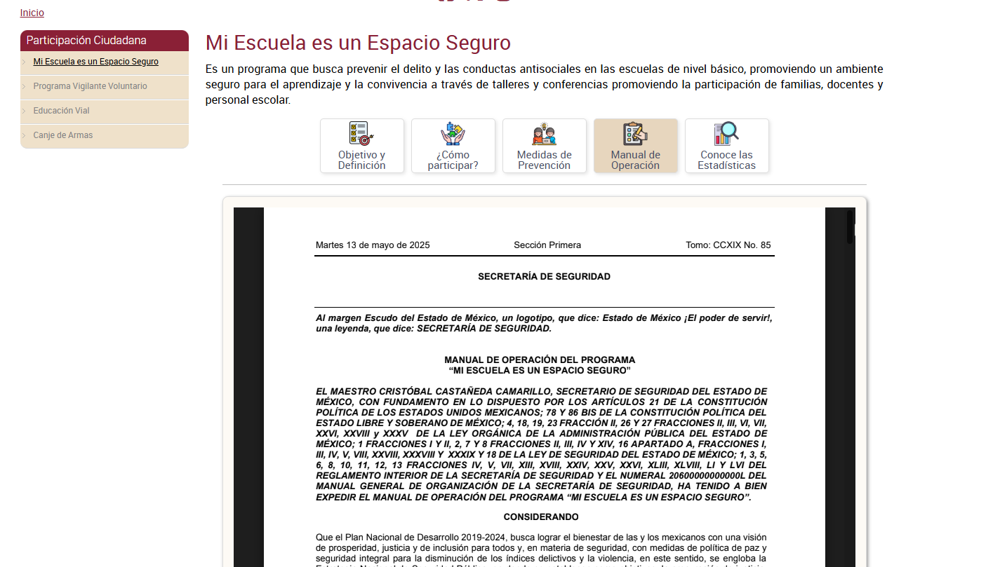 Inicio
Participación Ciudadana
Mi Escuela es un Espacio Seguro
Programa Vigilante Voluntario
Educación Vial
Canje de Armas
Mi Escuela es un Espacio Seguro
Es un programa que busca prevenir el delito y las conductas antisociales en las escuelas de nivel básico, promoviendo un ambiente
seguro para el aprendizaje y la convivencia a través de talleres y conferencias promoviendo la participación de familias, docentes y
personal escolar.
Objetivo y
Definición
¿Cómo
participar?
Medidas de
Prevención
Manual de
Operación
Conoce las
Estadísticas
Martes 13 de mayo de 2025 Sección Primera Tomo: CCXIX No. 85
SECRETARÍA DE SEGURIDAD
Al margen Escudo del Estado de México, un logotipo, que dice: Estado de México ¡El poder de servir!,
una leyenda, que dice: SECRETARÍA DE SEGURIDAD.
MANUAL DE OPERACIÓN DEL PROGRAMA
“MI ESCUELA ES UN ESPACIO SEGURO”
EL MAESTRO CRISTÓBAL CASTAÑEDA CAMARILLO, SECRETARIO DE SEGURIDAD DEL ESTADO DE
MÉXICO, CON FUNDAMENTO EN LO DISPUESTO POR LOS ARTÍCULOS 21 DE LA CONSTITUCIÓN
POLÍTICA DE LOS ESTADOS UNIDOS MEXICANOS; 78 Y 86 BIS DE LA CONSTITUCIÓN POLÍTICA DEL
ESTADO LIBRE Y SOBERANO DE MÉXICO; 4, 18, 19, 23 FRACCIÓN II, 26 Y 27 FRACCIONES II, III, VI, VII,
XXVI, XXVIII y XXXV DE LA LEY ORGÁNICA DE LA ADMINISTRACIÓN PÚBLICA DEL ESTADO DE
MÉXICO; 1 FRACCIONES I Y II, 2, 7 Y 8 FRACCIONES II, III, IV Y XIV, 16 APARTADO A, FRACCIONES I,
III, IV, V, VIII, XXVIII, XXXVIII Y XXXIX Y 18 DE LA LEY DE SEGURIDAD DEL ESTADO DE MÉXICO; 1, 3, 5,
6, 8, 10, 11, 12, 13 FRACCIONES IV, V, VII, XIII, XVIII, XXIV, XXV, XXVI, XLIII, XLVIII, LI Y LVI DEL
REGLAMENTO INTERIOR DE LA SECRETARÍA DE SEGURIDAD Y EL NUMERAL 20600000000000L DEL
MANUAL GENERAL DE ORGANIZACIÓN DE LA SECRETARÍA DE SEGURIDAD, HA TENIDO A BIEN
EXPEDIR EL MANUAL DE OPERACIÓN DEL PROGRAMA “MI ESCUELA ES UN ESPACIO SEGURO”.
CONSIDERANDO
Que el Plan Nacional de Desarrollo 2019-2024, busca lograr el bienestar de las y los mexicanos con una visión
de prosperidad, justicia y de inclusión para todos y, en materia de seguridad, con medidas de política de paz y
seguridad integral para la disminución de los índices delictivos y la violencia, en este sentido, se engloba la